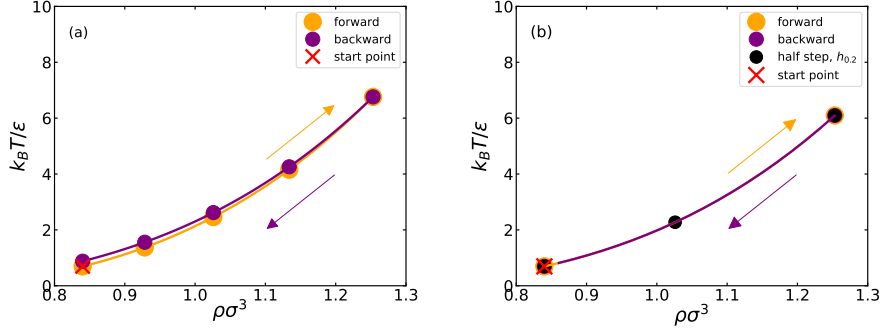 (a)
forward
backward
start point
10
8
6
4
2
0
0.8 0.9 1.0 1.1 1.2 1.3
k_BT/ε
ρσ³
(b)
forward
backward
half step, h_{0.2}
start point
10
8
6
4
2
0
0.8 0.9 1.0 1.1 1.2 1.3
k_BT/ε
ρσ³